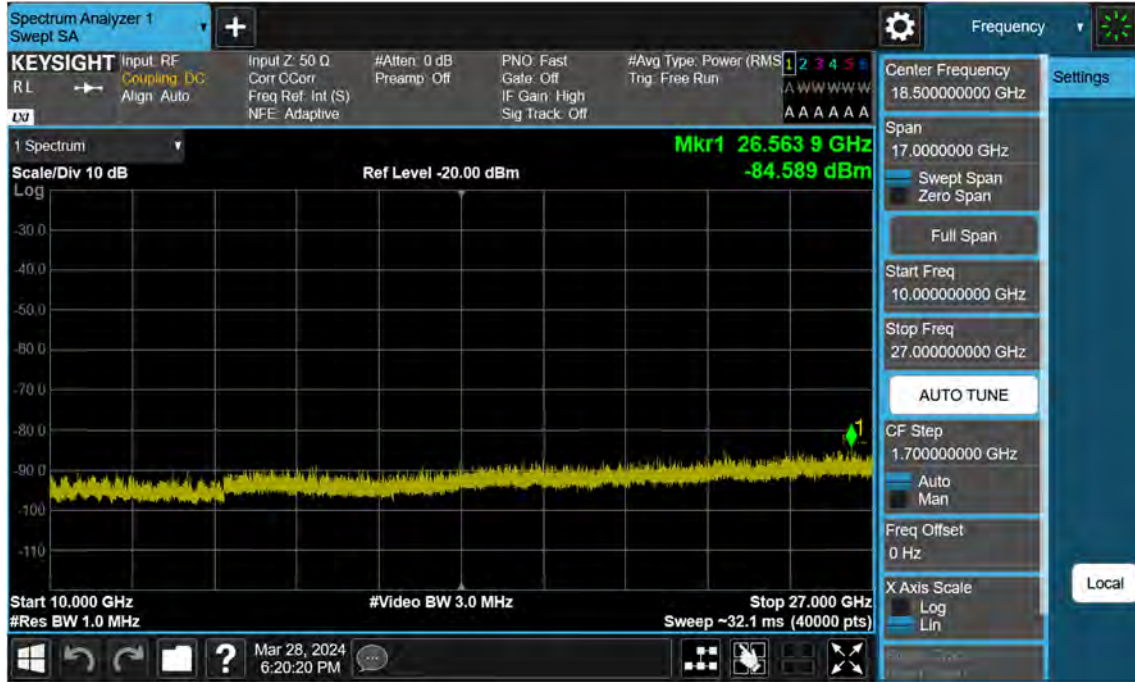 Spectrum Analyzer 1
Swept SA
Frequency
KEYSIGHT
RL
LXI
Input: RF
Coupling: DC
Align: Auto
Input Z: 50 Ω
Corr CCorr
Freq Ref: Int (S)
NFE: Adaptive
#Atten: 0 dB
Preamp: Off
PNO: Fast
Gate: Off
IF Gain: High
Sig Track: Off
#Avg Type: Power (RMS
Trig: Free Run
1 2 3 4 5 6
A W W W W W
A A A A A A
1 Spectrum
Scale/Div 10 dB
Log
Ref Level -20.00 dBm
Mkr1 26.563 9 GHz
-84.589 dBm
-30.0
-40.0
-50.0
-60.0
-70.0
-80.0
-90.0
-100
-110
1
Start 10.000 GHz
#Res BW 1.0 MHz
#Video BW 3.0 MHz
Stop 27.000 GHz
Sweep ~32.1 ms (40000 pts)
Center Frequency
18.500000000 GHz
Span
17.0000000 GHz
Swept Span
Zero Span
Full Span
Start Freq
10.000000000 GHz
Stop Freq
27.000000000 GHz
AUTO TUNE
CF Step
1.700000000 GHz
Auto
Man
Freq Offset
0 Hz
X Axis Scale
Log
Lin
Settings
Local
?
Mar 28, 2024
6:20:20 PM